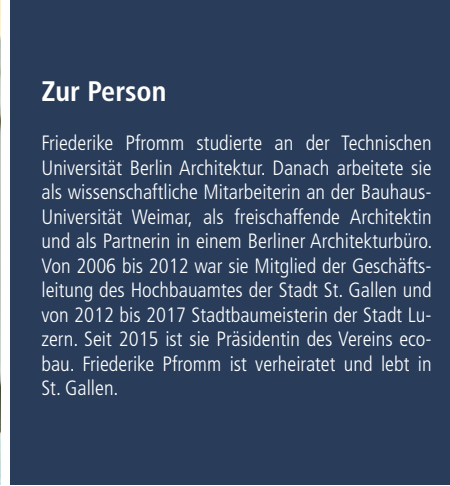 Zur Person
Friederike Pfromm studierte an der Technischen
Universität Berlin Architektur. Danach arbeitete sie
als wissenschaftliche Mitarbeiterin an der Bauhaus-
Universität Weimar, als freischaffende Architektin
und als Partnerin in einem Berliner Architekturbüro.
Von 2006 bis 2012 war sie Mitglied der Geschäfts-
leitung des Hochbauamtes der Stadt St. Gallen und
von 2012 bis 2017 Stadtbaumeisterin der Stadt Lu-
zern. Seit 2015 ist sie Präsidentin des Vereins eco-
bau. Friederike Pfromm ist verheiratet und lebt in
St. Gallen.